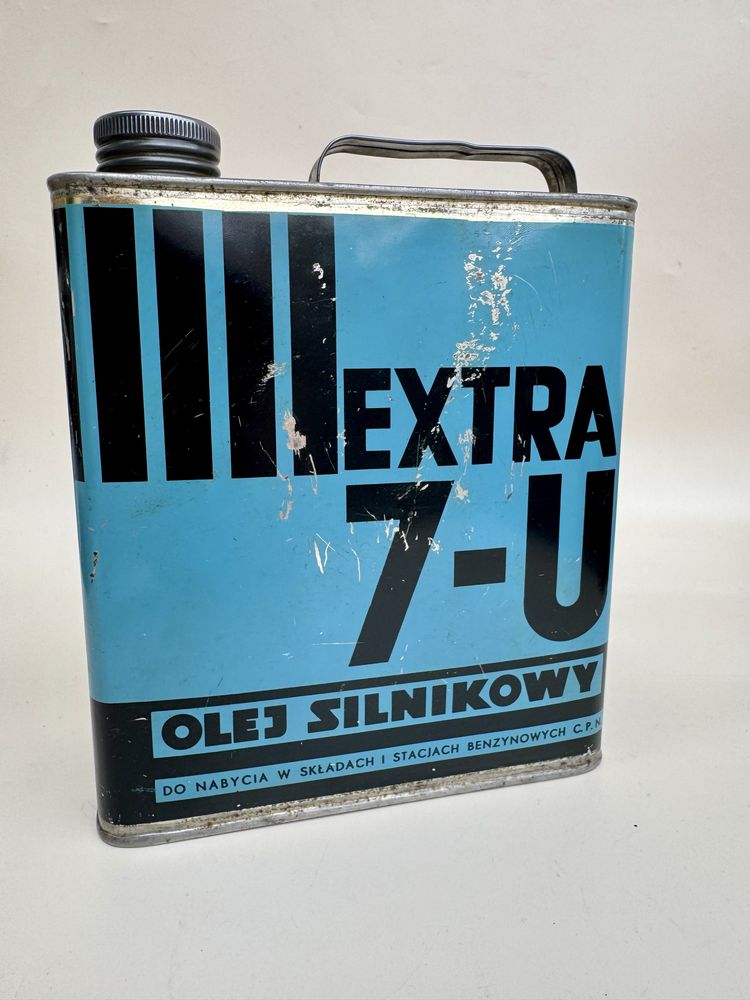 EXTRA
7-U
OLEJ SILNIKOWY
DO NABYCIA W SKŁADACH I STACJACH BENZYNOWYCH C.P.N.